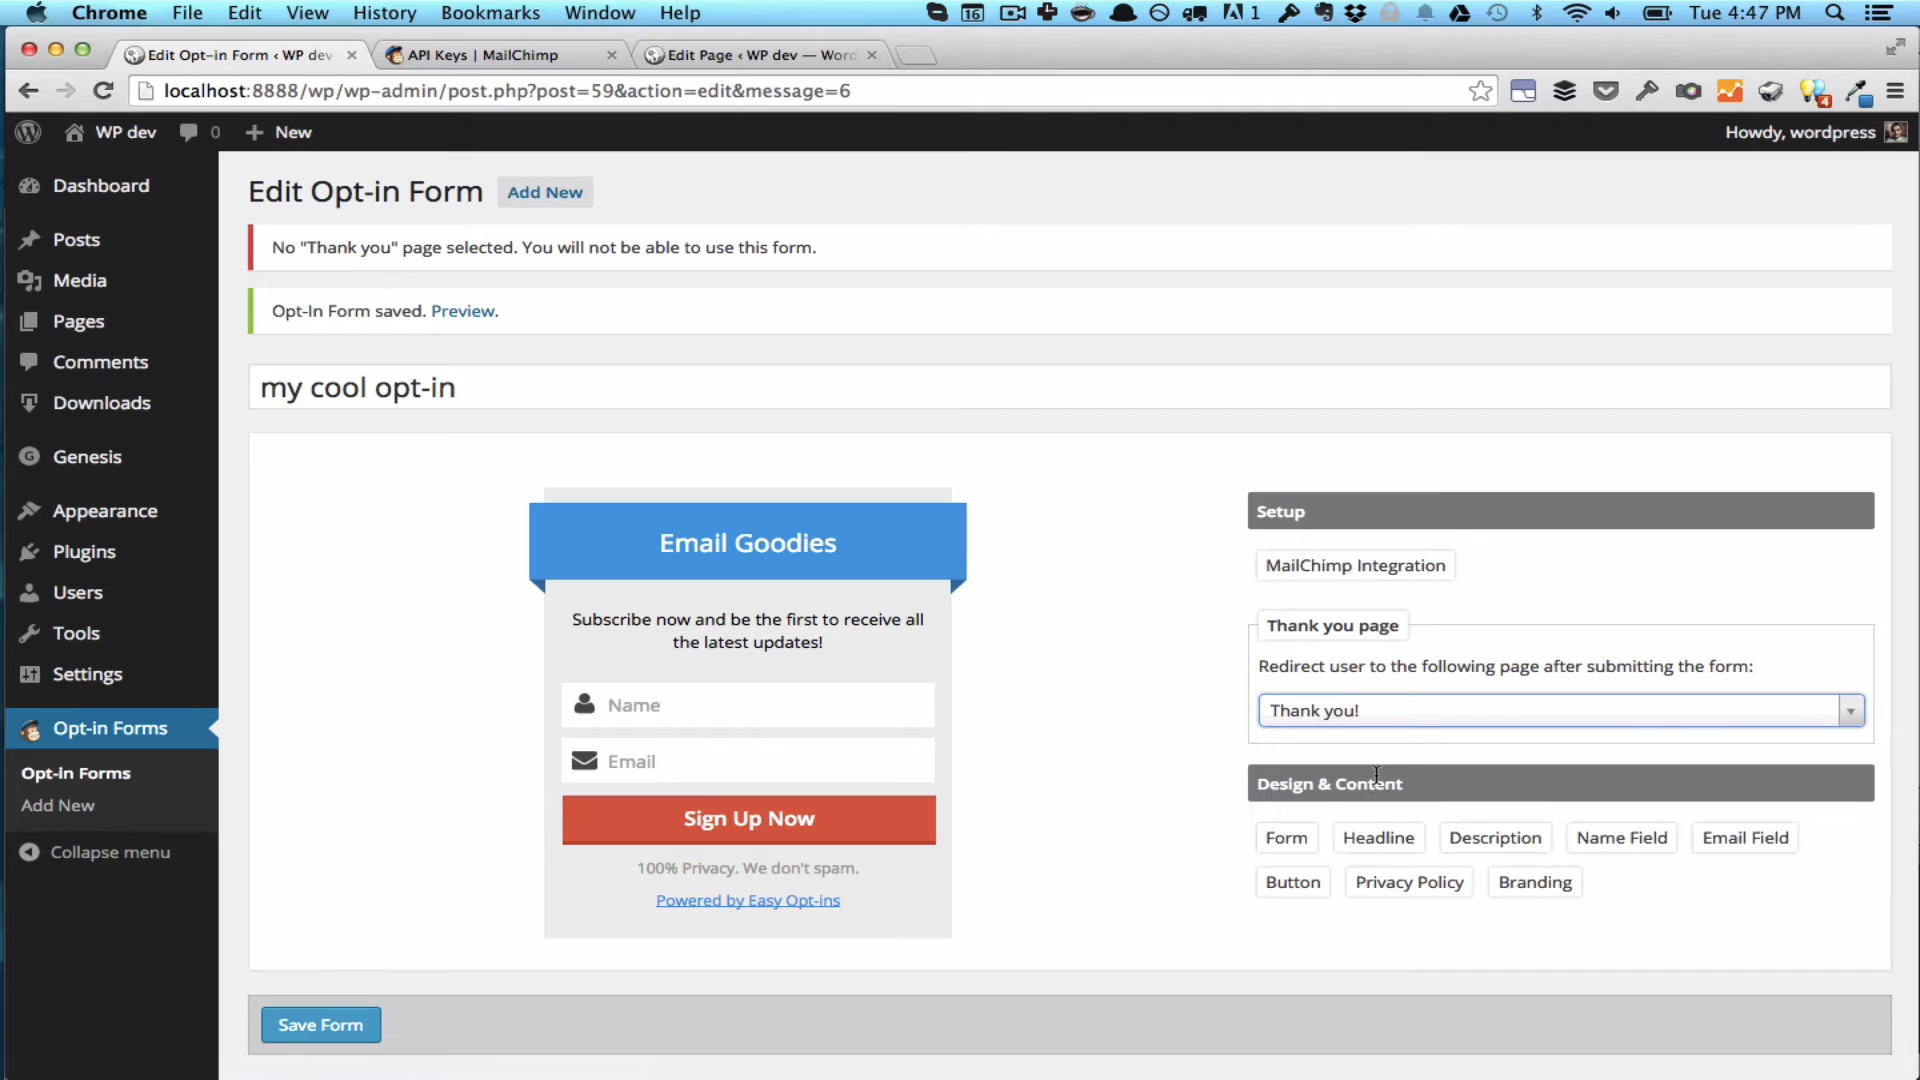 Chrome File Edit View History Bookmarks Window Help 16 1 Tue 4:47 PM
Edit Opt-in Form ‹ WP dev API Keys | MailChimp Edit Page ‹ WP dev — Word
localhost:8888/wp/wp-admin/post.php?post=59&action=edit&message=6 4
WP dev 0 New Howdy, wordpress
Dashboard
Posts
Media
Pages
Comments
Downloads
Genesis
Appearance
Plugins
Users
Tools
Settings
Opt-in Forms
Opt-in Forms
Add New
Collapse menu
Edit Opt-in Form Add New
No "Thank you" page selected. You will not be able to use this form.
Opt-In Form saved. Preview.
my cool opt-in
Email Goodies
Subscribe now and be the first to receive all
the latest updates!
Name
Email
Sign Up Now
100% Privacy. We don't spam.
Powered by Easy Opt-ins
Setup
MailChimp Integration
Thank you page
Redirect user to the following page after submitting the form:
Thank you!
Design & Content
Form Headline Description Name Field Email Field
Button Privacy Policy Branding
Save Form